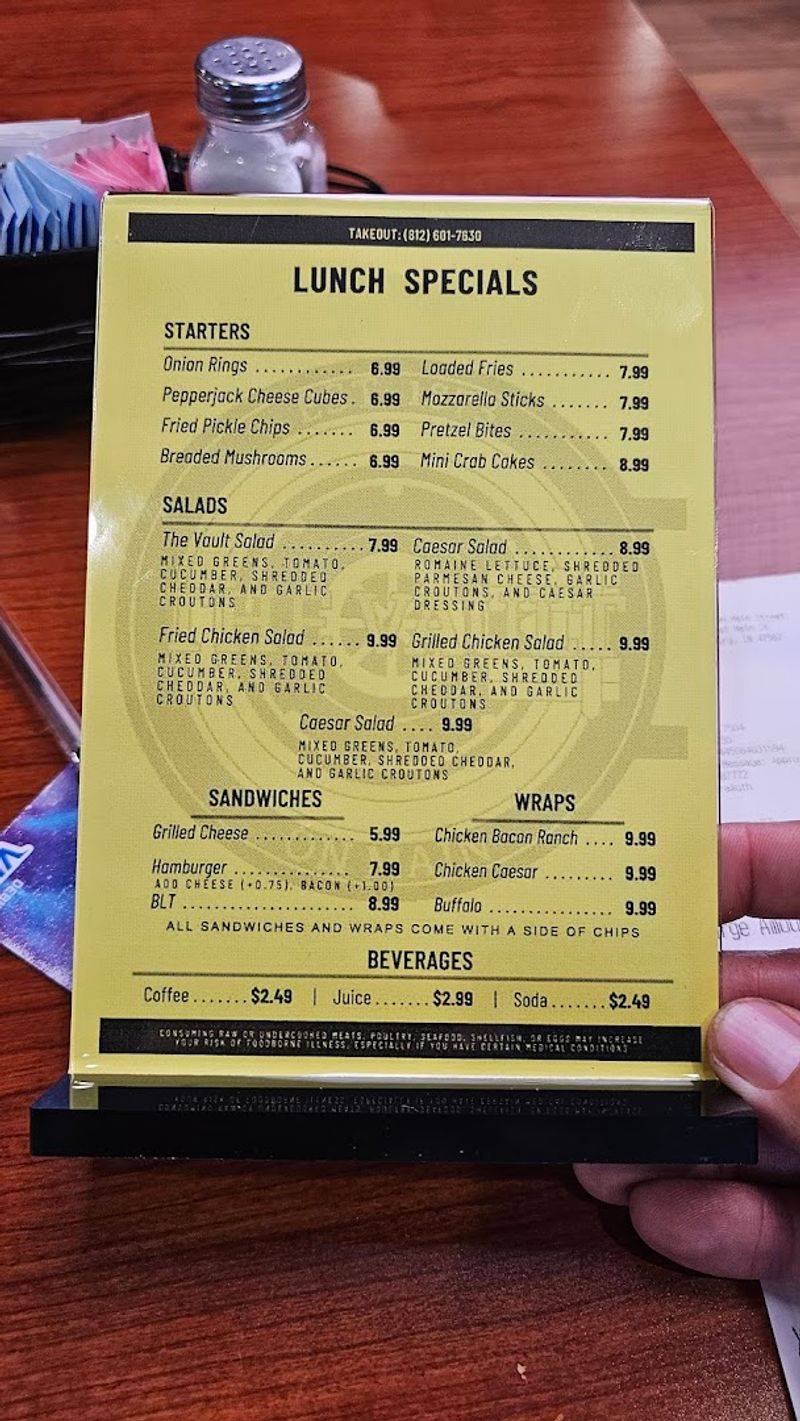 TAKEOUT: (812) 601-7630
LUNCH SPECIALS
STARTERS
Onion Rings ............ 6.99
Pepperjack Cheese Cubes . 6.99
Fried Pickle Chips ....... 6.99
Breaded Mushrooms ...... 6.99
Loaded Fries ........... 7.99
Mozzarella Sticks ....... 7.99
Pretzel Bites ........... 7.99
Mini Crab Cakes ........ 8.99
SALADS
The Vault Salad .......... 7.99
MIXED GREENS, TOMATO,
CUCUMBER, SHREDDED
CHEDDAR, AND GARLIC
CROUTONS
Caesar Salad ............ 8.99
ROMAINE LETTUCE, SHREDDED
PARMESAN CHEESE, GARLIC
CROUTONS, AND CAESAR
DRESSING
Fried Chicken Salad ...... 9.99
MIXED GREENS, TOMATO,
CUCUMBER, SHREDDED
CHEDDAR, AND GARLIC
CROUTONS
Grilled Chicken Salad ..... 9.99
MIXED GREENS, TOMATO,
CUCUMBER, SHREDDED
CHEDDAR, AND GARLIC
CROUTONS
Caesar Salad .... 9.99
MIXED GREENS, TOMATO,
CUCUMBER, SHREDDED CHEDDAR,
AND GARLIC CROUTONS
SANDWICHES
Grilled Cheese ............ 5.99
Hamburger .............. 7.99
ADD CHEESE (+0.75), BACON (+1.00)
BLT ..................... 8.99
WRAPS
Chicken Bacon Ranch .... 9.99
Chicken Caesar ......... 9.99
Buffalo ................ 9.99
ALL SANDWICHES AND WRAPS COME WITH A SIDE OF CHIPS
BEVERAGES
Coffee ....... $2.49 | Juice ....... $2.99 | Soda ....... $2.49
CONSUMING RAW OR UNDERCOOKED MEATS, POULTRY, SEAFOOD, SHELLFISH, OR EGGS MAY INCREASE
YOUR RISK OF FOODBORNE ILLNESS, ESPECIALLY IF YOU HAVE CERTAIN MEDICAL CONDITIONS